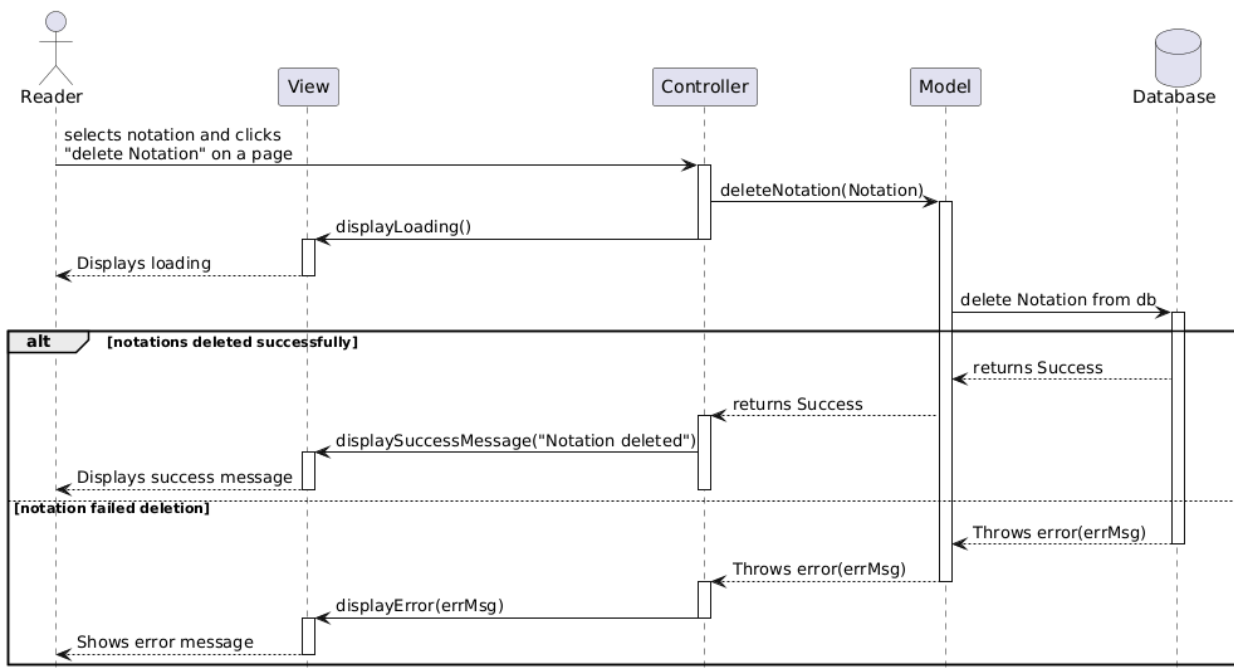 Reader
View
Controller
Model
Database
selects notation and clicks
"delete Notation" on a page
deleteNotation(Notation)
displayLoading()
Displays loading
delete Notation from db
alt
[notations deleted successfully]
returns Success
returns Success
displaySuccessMessage("Notation deleted")
Displays success message
[notation failed deletion]
Throws error(errMsg)
Throws error(errMsg)
displayError(errMsg)
Shows error message